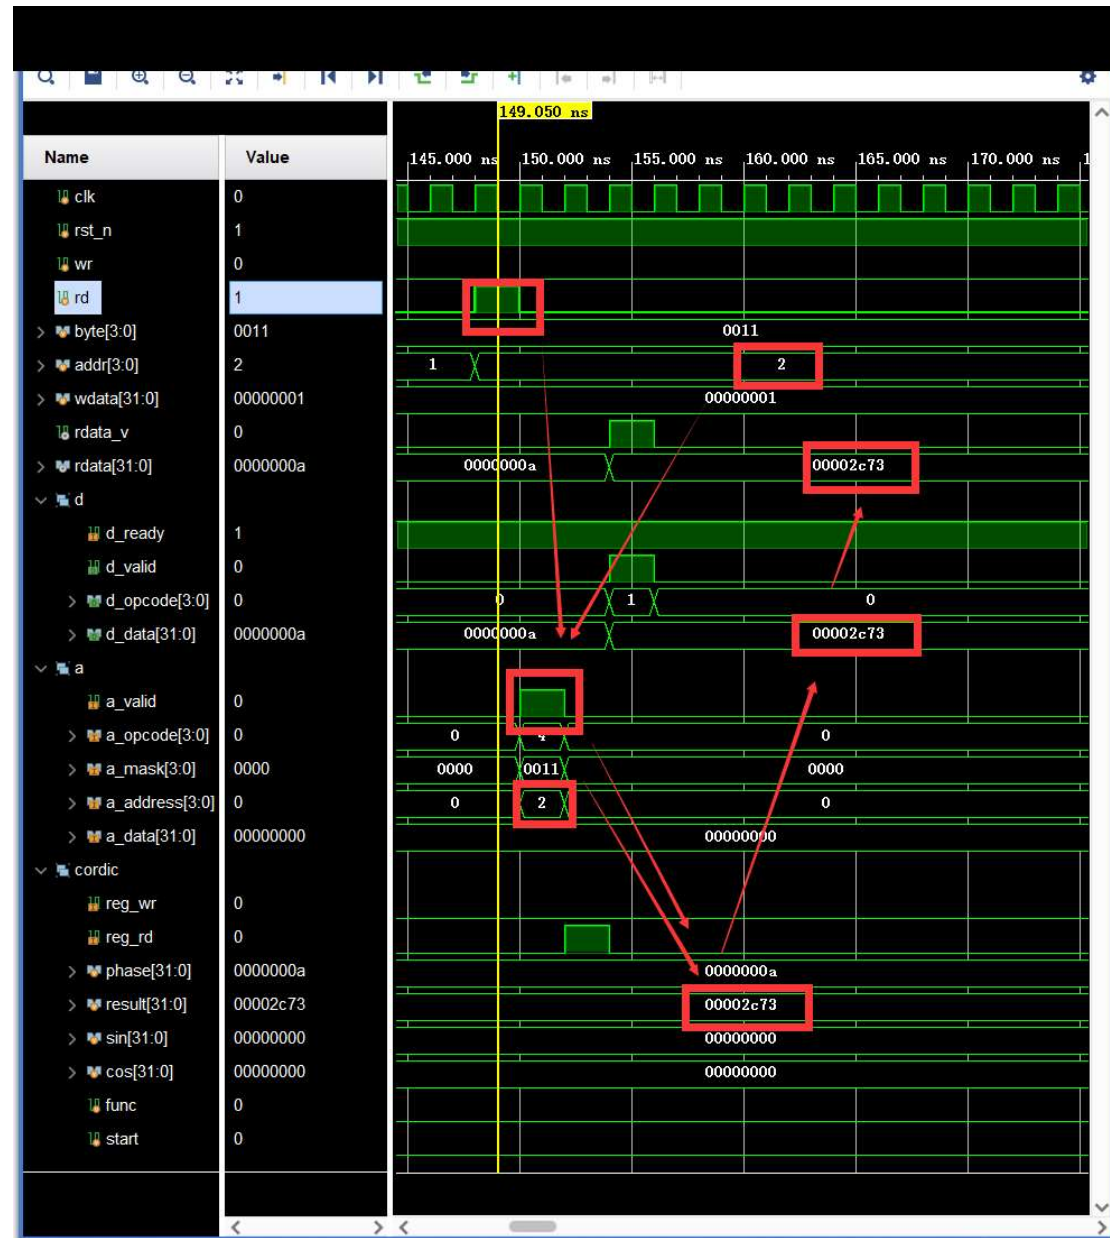 149.050 ns
Name Value 145.000 ns 150.000 ns 155.000 ns 160.000 ns 165.000 ns 170.000 ns 1
clk 0
rst_n 1
wr 0
rd 1
byte[3:0] 0011 0011
addr[3:0] 2 1 2
wdata[31:0] 00000001 00000001
rdata_v 0
rdata[31:0] 0000000a 0000000a 00002c73
d
d_ready 1
d_valid 0
d_opcode[3:0] 0 0 1 0
d_data[31:0] 0000000a 0000000a 00002c73
a
a_valid 0
a_opcode[3:0] 0 0 4 0
a_mask[3:0] 0000 0000 0011 0000
a_address[3:0] 0 0 2 0
a_data[31:0] 00000000 00000000
cordic
reg_wr 0
reg_rd 0
phase[31:0] 0000000a 0000000a
result[31:0] 00002c73 00002c73
sin[31:0] 00000000 00000000
cos[31:0] 00000000 00000000
func 0
start 0